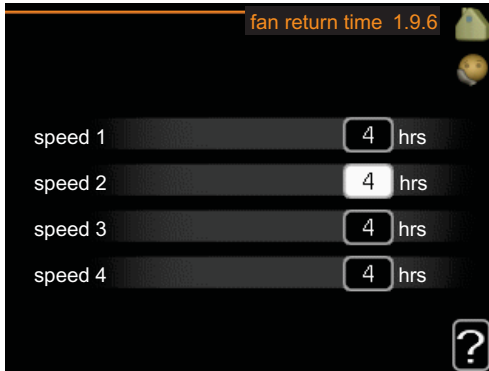 fan return time 1.9.6
speed 1 4 hrs
speed 2 4 hrs
speed 3 4 hrs
speed 4 4 hrs
?